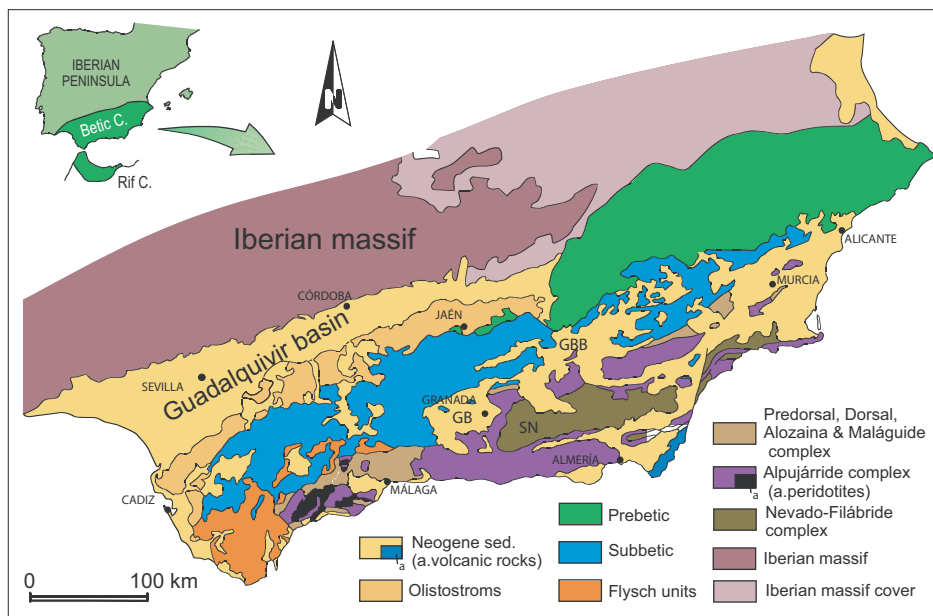 IBERIAN
PENINSULA
Betic C.
Rif C.
N
Iberian massif
ALICANTE
MURCIA
CÓRDOBA
JAÉN
Guadalquivir basin
GBB
SEVILLA
GRANADA
GB
SN
ALMERÍA
MÁLAGA
CADIZ
Predorsal, Dorsal,
Alozaina & Maláguide
complex
Alpujárride complex
a
(a.peridotites)
Prebetic
Nevado-Filábride
complex
Neogene sed.
(a.volcanic rocks)
a
Subbetic
Iberian massif
0 100 km
Olistostroms
Flysch units
Iberian massif cover